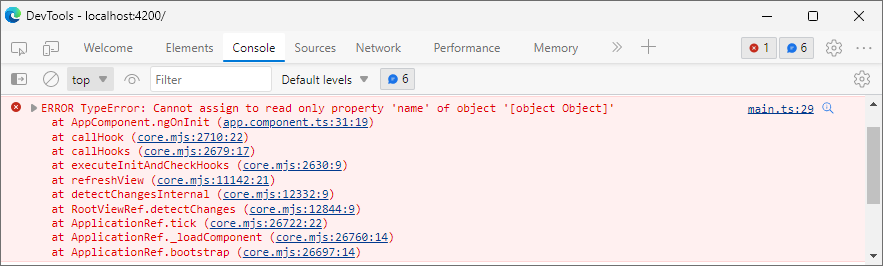 DevTools - localhost:4200/
Welcome Elements Console Sources Network Performance Memory 1 6
top Filter Default levels 6
ERROR TypeError: Cannot assign to read only property 'name' of object '[object Object]' main.ts:29
at AppComponent.ngOnInit (app.component.ts:31:19)
at callHook (core.mjs:2710:22)
at callHooks (core.mjs:2679:17)
at executeInitAndCheckHooks (core.mjs:2630:9)
at refreshView (core.mjs:11142:21)
at detectChangesInternal (core.mjs:12332:9)
at RootViewRef.detectChanges (core.mjs:12844:9)
at ApplicationRef.tick (core.mjs:26722:22)
at ApplicationRef._loadComponent (core.mjs:26760:14)
at ApplicationRef.bootstrap (core.mjs:26697:14)